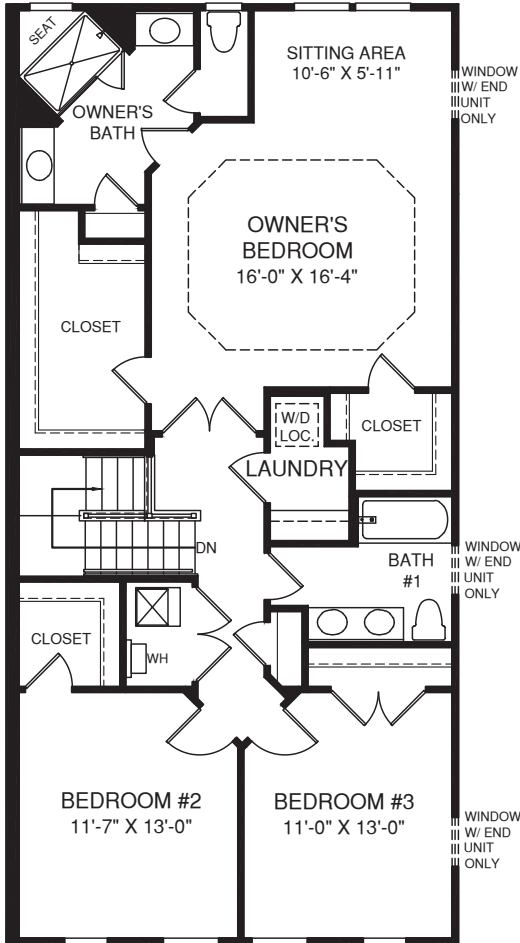 SEAT
SITTING AREA
10'-6" X 5'-11"
WINDOW
W/ END
UNIT
ONLY
OWNER'S
BATH
OWNER'S
BEDROOM
16'-0" X 16'-4"
CLOSET
W/D
LOC.
CLOSET
LAUNDRY
DN
BATH
#1
WINDOW
W/ END
UNIT
ONLY
CLOSET
WH
BEDROOM #2
11'-7" X 13'-0"
BEDROOM #3
11'-0" X 13'-0"
WINDOW
W/ END
UNIT
ONLY